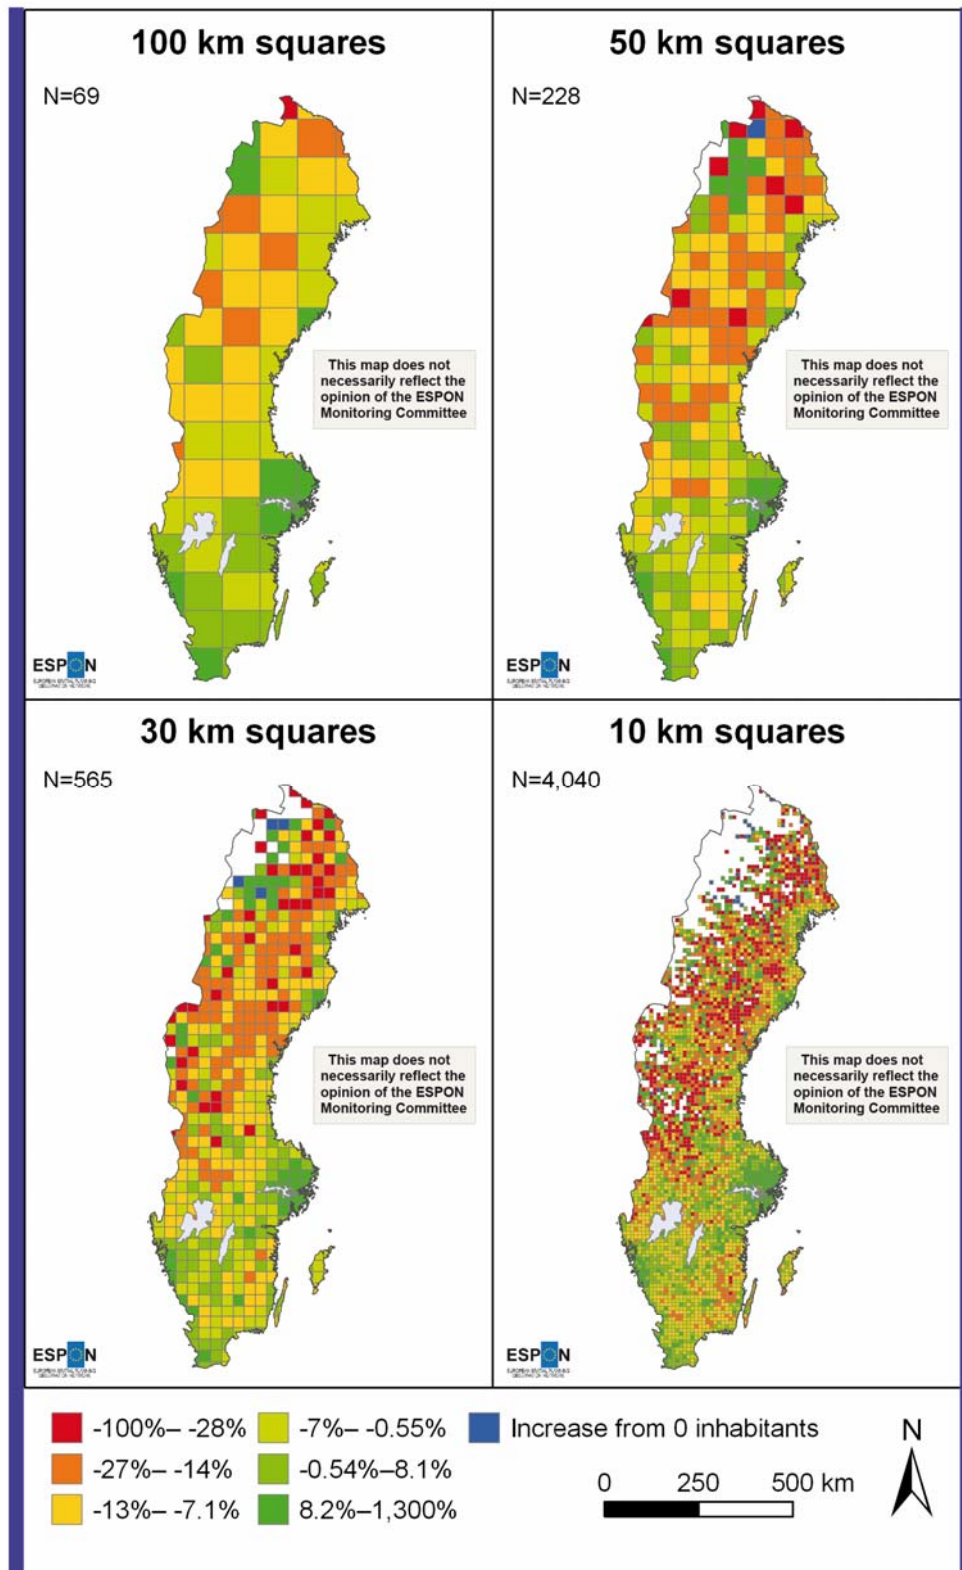 100 km squares
N=69
This map does not
necessarily reflect the
opinion of the ESPON
Monitoring Committee
ESPON
50 km squares
N=228
This map does not
necessarily reflect the
opinion of the ESPON
Monitoring Committee
ESPON
30 km squares
N=565
This map does not
necessarily reflect the
opinion of the ESPON
Monitoring Committee
ESPON
10 km squares
N=4,040
This map does not
necessarily reflect the
opinion of the ESPON
Monitoring Committee
ESPON
-100%– -28%
-27%– -14%
-13%– -7.1%
-7%– -0.55%
-0.54%–8.1%
8.2%–1,300%
Increase from 0 inhabitants
0 250 500 km
N